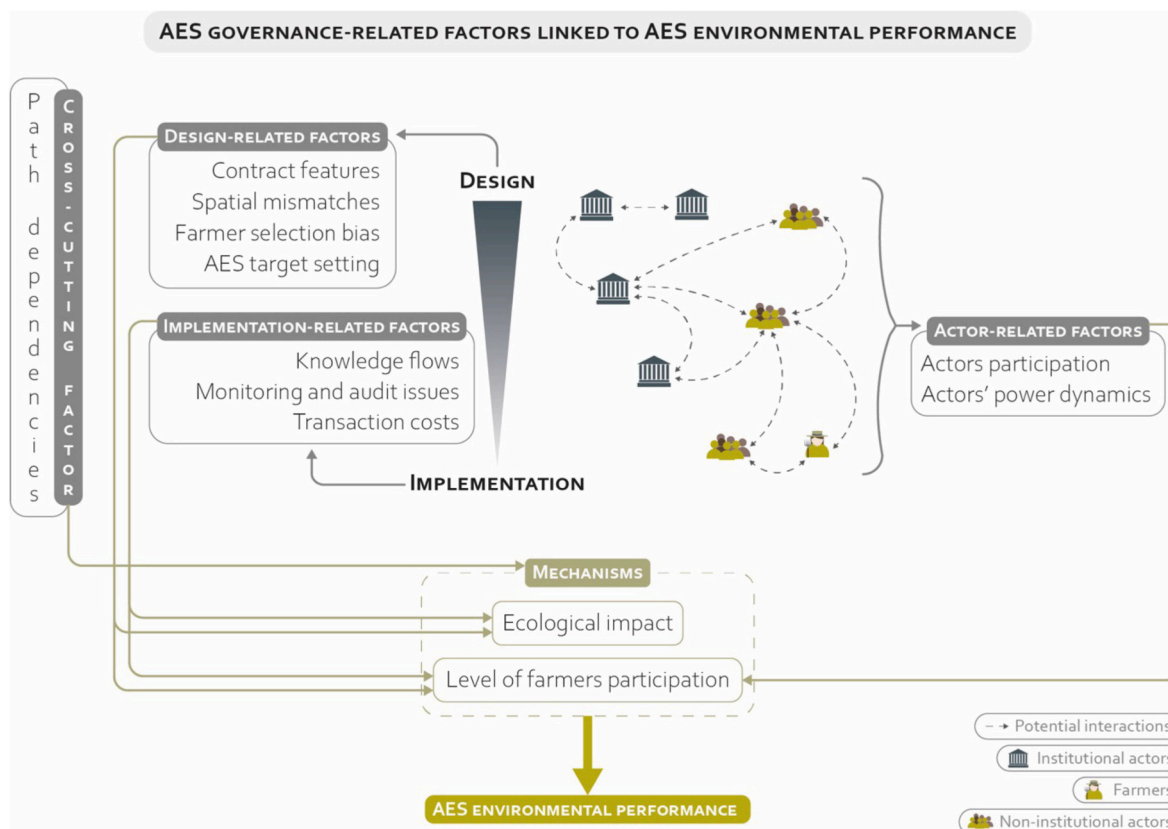 AES GOVERNANCE-RELATED FACTORS LINKED TO AES ENVIRONMENTAL PERFORMANCE
Path dependencies
CROSS-CUTTING FACTOR
DESIGN-RELATED FACTORS
Contract features
Spatial mismatches
Farmer selection bias
AES target setting
IMPLEMENTATION-RELATED FACTORS
Knowledge flows
Monitoring and audit issues
Transaction costs
DESIGN
IMPLEMENTATION
ACTOR-RELATED FACTORS
Actors participation
Actors' power dynamics
MECHANISMS
Ecological impact
Level of farmers participation
AES ENVIRONMENTAL PERFORMANCE
Potential interactions
Institutional actors
Farmers
Non-institutional actors